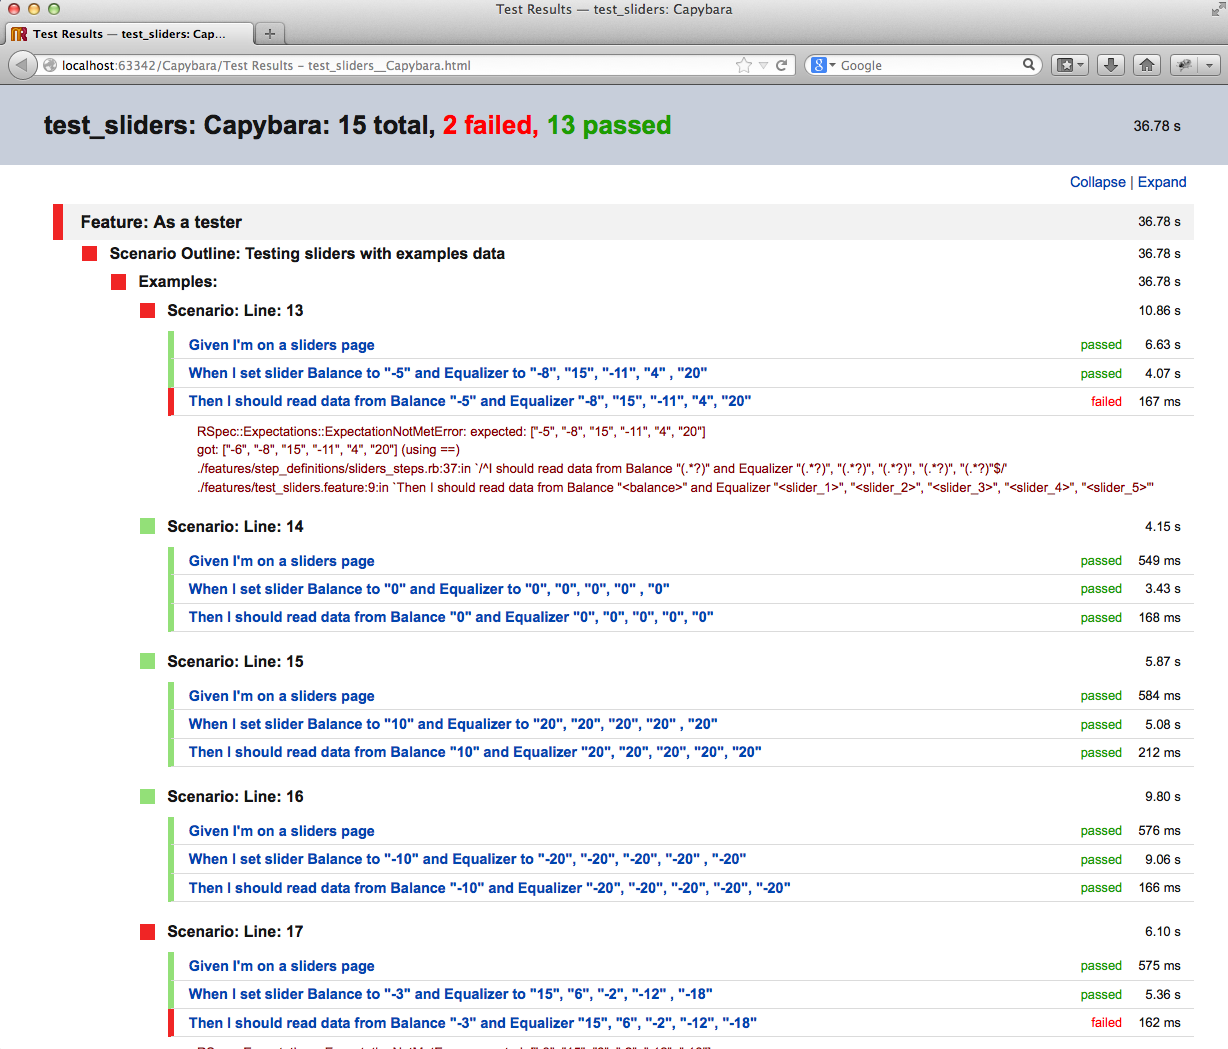 Test Results — test_sliders: Capybara
Test Results — test_sliders: Cap...
localhost:63342/Capybara/Test Results – test_sliders__Capybara.html
Google
test_sliders: Capybara: 15 total, 2 failed, 13 passed 36.78 s
Collapse | Expand
Feature: As a tester 36.78 s
Scenario Outline: Testing sliders with examples data 36.78 s
Examples: 36.78 s
Scenario: Line: 13 10.86 s
Given I'm on a sliders page passed 6.63 s
When I set slider Balance to "-5" and Equalizer to "-8", "15", "-11", "4" , "20" passed 4.07 s
Then I should read data from Balance "-5" and Equalizer "-8", "15", "-11", "4", "20" failed 167 ms
RSpec::Expectations::ExpectationNotMetError: expected: ["-5", "-8", "15", "-11", "4", "20"]
got: ["-6", "-8", "15", "-11", "4", "20"] (using ==)
./features/step_definitions/sliders_steps.rb:37:in `/^I should read data from Balance "(.*?)" and Equalizer "(.*?)", "(.*?)", "(.*?)", "(.*?)", "(.*?)"$/'
./features/test_sliders.feature:9:in `Then I should read data from Balance "<balance>" and Equalizer "<slider_1>", "<slider_2>", "<slider_3>", "<slider_4>", "<slider_5>"'
Scenario: Line: 14 4.15 s
Given I'm on a sliders page passed 549 ms
When I set slider Balance to "0" and Equalizer to "0", "0", "0", "0" , "0" passed 3.43 s
Then I should read data from Balance "0" and Equalizer "0", "0", "0", "0", "0" passed 168 ms
Scenario: Line: 15 5.87 s
Given I'm on a sliders page passed 584 ms
When I set slider Balance to "10" and Equalizer to "20", "20", "20", "20" , "20" passed 5.08 s
Then I should read data from Balance "10" and Equalizer "20", "20", "20", "20", "20" passed 212 ms
Scenario: Line: 16 9.80 s
Given I'm on a sliders page passed 576 ms
When I set slider Balance to "-10" and Equalizer to "-20", "-20", "-20", "-20" , "-20" passed 9.06 s
Then I should read data from Balance "-10" and Equalizer "-20", "-20", "-20", "-20", "-20" passed 166 ms
Scenario: Line: 17 6.10 s
Given I'm on a sliders page passed 575 ms
When I set slider Balance to "-3" and Equalizer to "15", "6", "-2", "-12" , "-18" passed 5.36 s
Then I should read data from Balance "-3" and Equalizer "15", "6", "-2", "-12", "-18" failed 162 ms